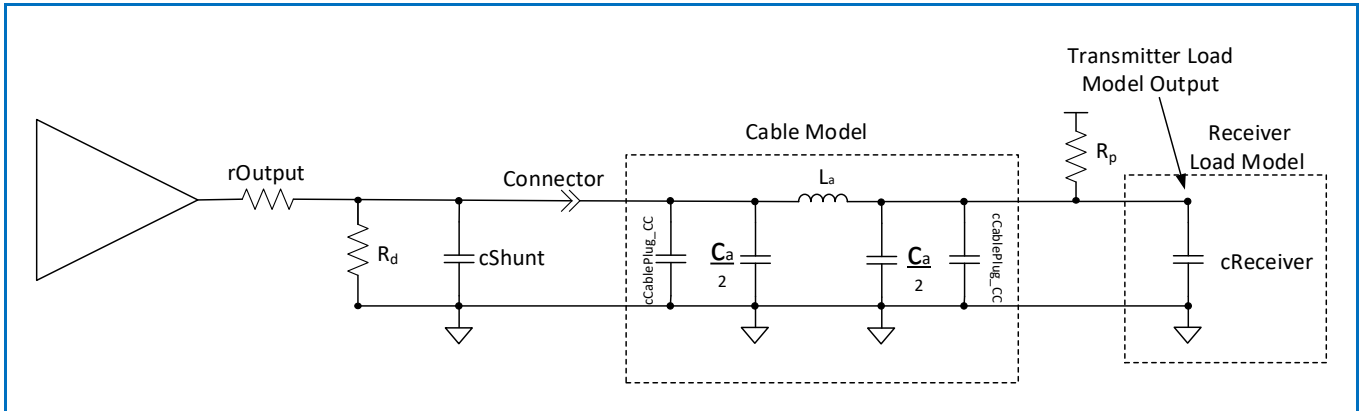 Transmitter Load
Model Output
Receiver
Load Model
Cable Model
rOutput
Connector
La
Rp
Rd
cShunt
cCablePlug_CC
Ca
2
Ca
2
cCablePlug_CC
cReceiver